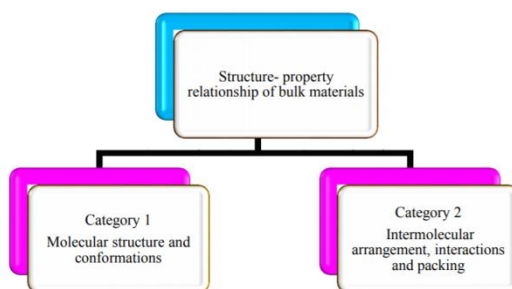 Structure- property
relationship of bulk materials
Category 1
Molecular structure and
conformations
Category 2
Intermolecular
arrangement, interactions
and packing